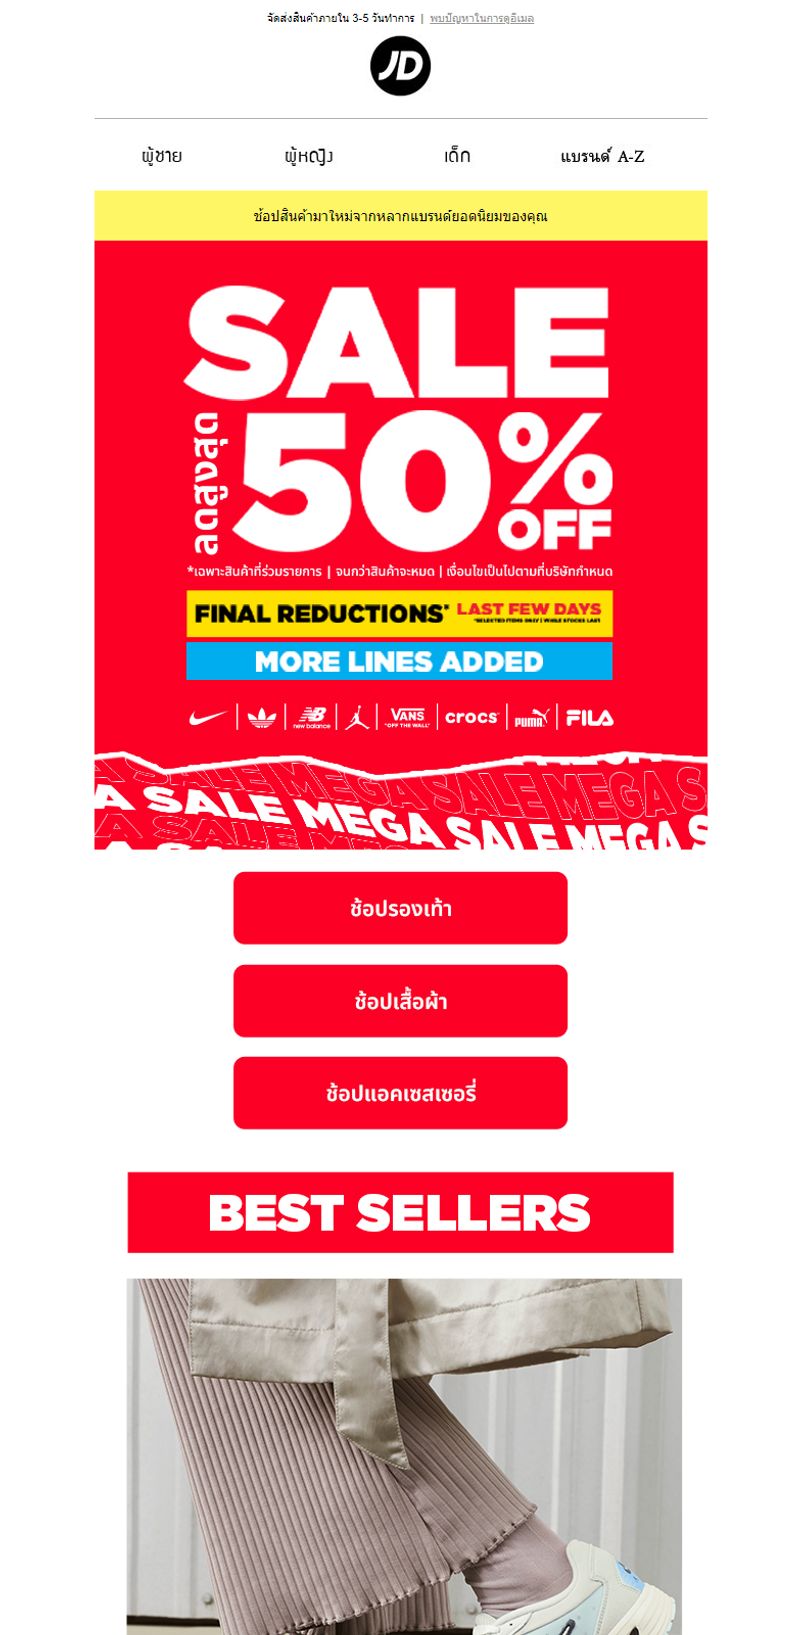 จัดส่งสินค้าภายใน 3-5 วันทำการ | พบปัญหาในการดูอีเมล
JD
ผู้ชาย ผู้หญิง เด็ก แบรนด์ A-Z
ช้อปสินค้ามาใหม่จากหลากแบรนด์ยอดนิยมของคุณ
SALE
ลดสูงสุด
50% OFF
*เฉพาะสินค้าที่ร่วมรายการ | จนกว่าสินค้าจะหมด | เงื่อนไขเป็นไปตามที่บริษัทกำหนด
FINAL REDUCTIONS* LAST FEW DAYS
*SELECTED ITEMS ONLY | WHILE STOCKS LAST
MORE LINES ADDED
NB new balance VANS "OFF THE WALL" crocs PUMA FILA
A SALE MEGA SALE MEGA S
A SALE MEGA SALE MEGA S
ช้อปรองเท้า
ช้อปเสื้อผ้า
ช้อปแอคเซสเซอรี่
BEST SELLERS